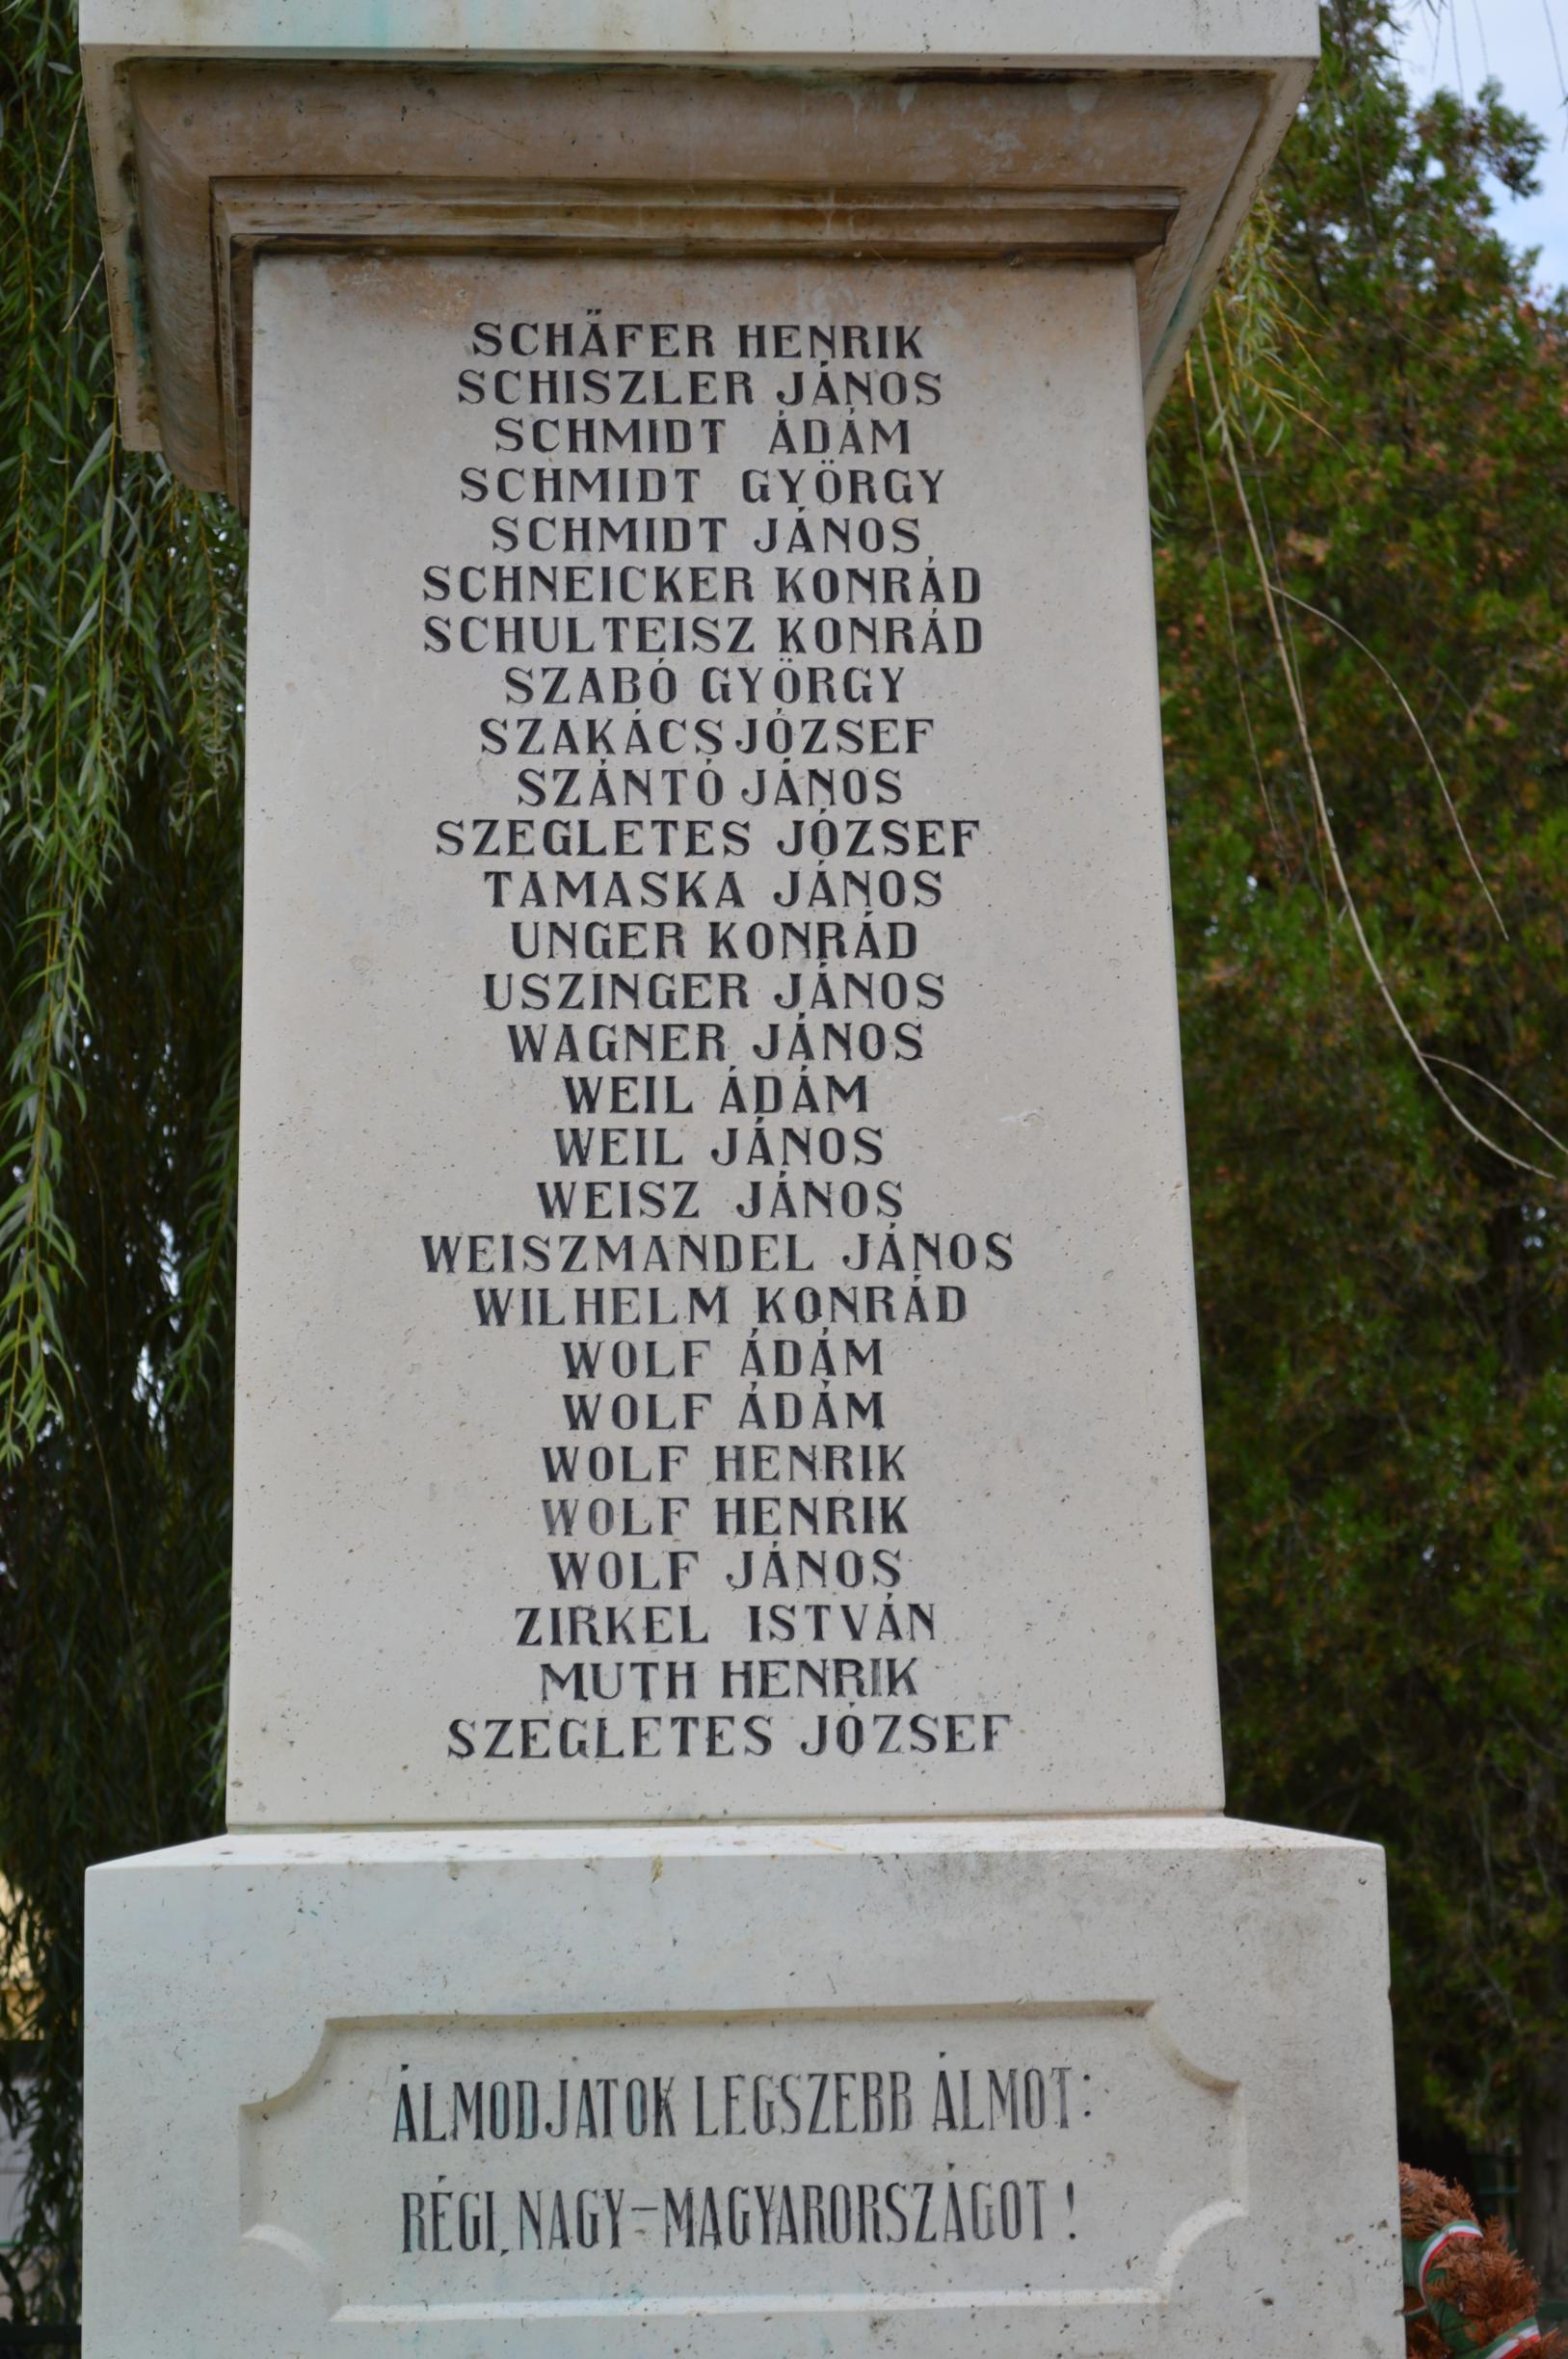 SCHÄFER HENRIK
SCHISZLER JÁNOS
SCHMIDT ÁDÁM
SCHMIDT GYÖRGY
SCHMIDT JÁNOS
SCHNEICKER KONRÁD
SCHULTEISZ KONRÁD
SZABÓ GYÖRGY
SZAKÁCS JÓZSEF
SZÁNTÓ JÁNOS
SZEGLETES JÓZSEF
TAMASKA JÁNOS
UNGER KONRÁD
USZINGER JÁNOS
WAGNER JÁNOS
WEIL ÁDÁM
WEIL JÁNOS
WEISZ JÁNOS
WEISZMANDEL JÁNOS
WILHELM KONRÁD
WOLF ÁDÁM
WOLF ÁDÁM
WOLF HENRIK
WOLF HENRIK
WOLF JÁNOS
ZIRKEL ISTVÁN
MUTH HENRIK
SZEGLETES JÓZSEF
ÁLMODJATOK LEGSZEBB ÁLMOT:
RÉGI, NAGY-MAGYARORSZÁGOT!